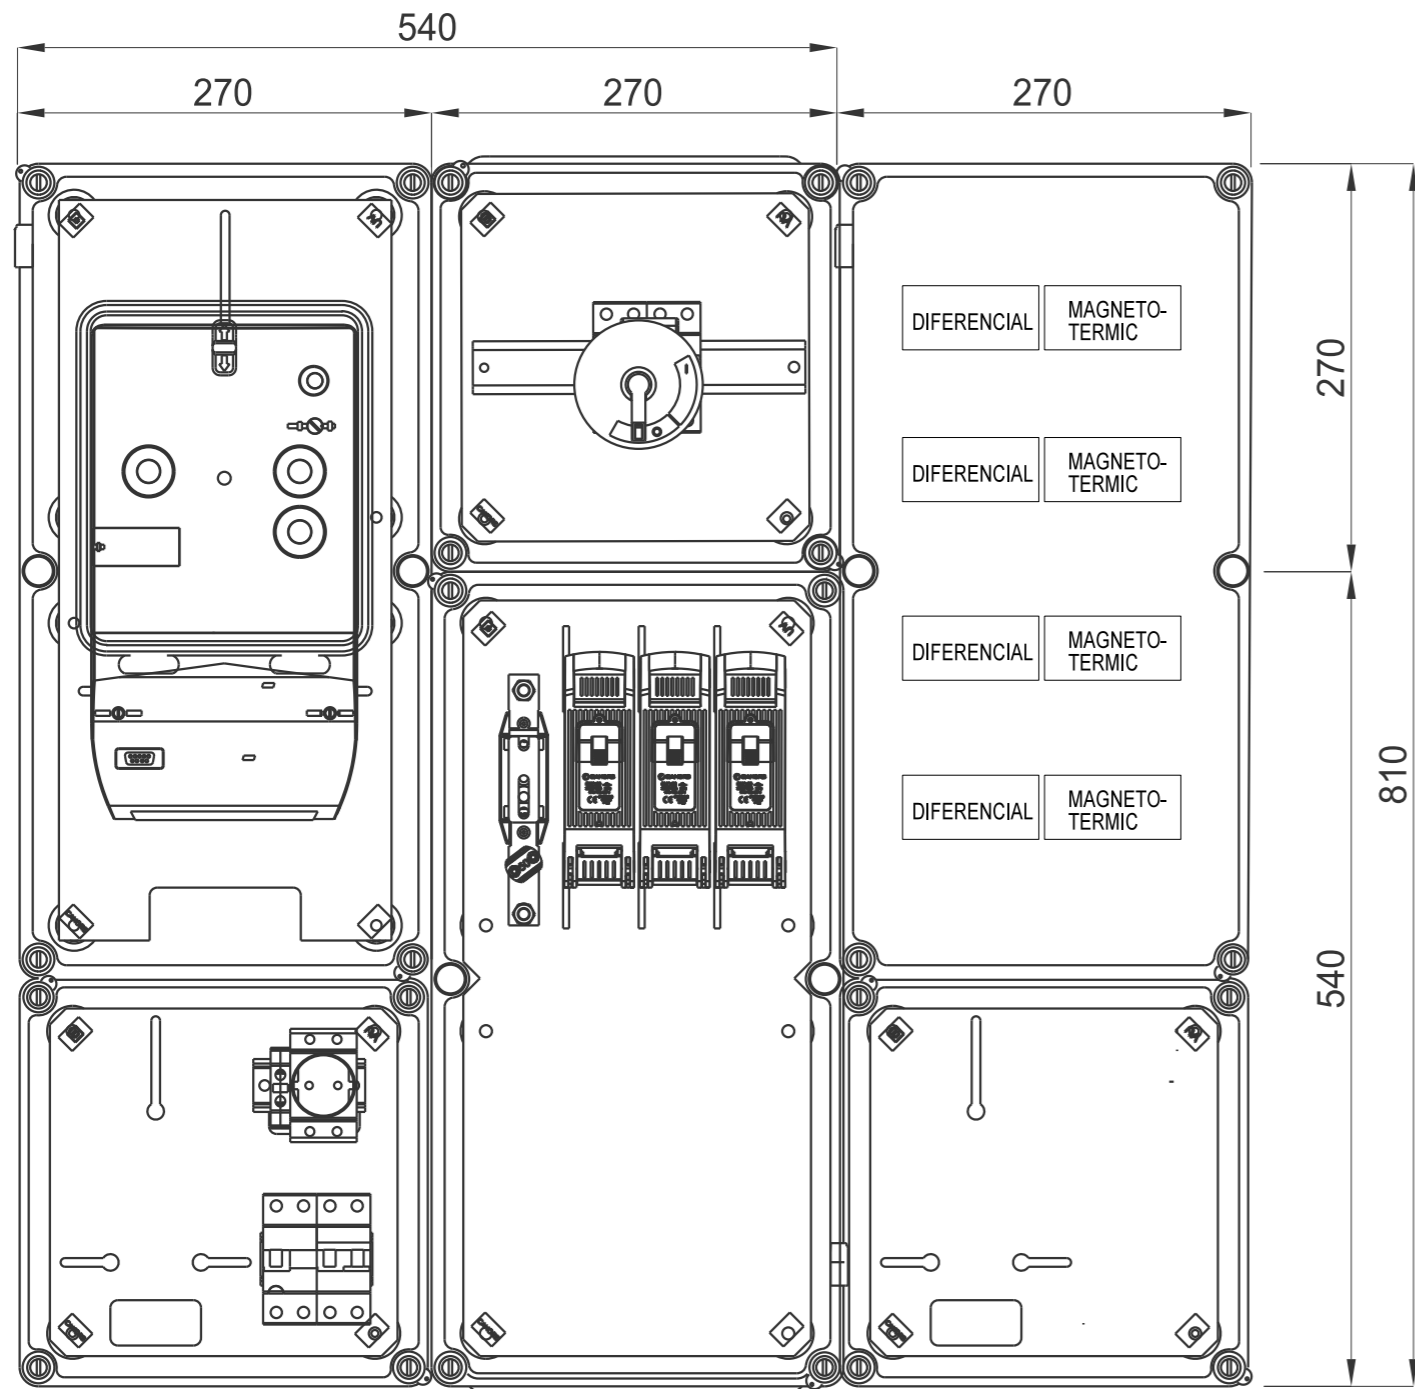 540
270 270 270
DIFERENCIAL MAGNETO-
TERMIC
270
DIFERENCIAL MAGNETO-
TERMIC
DIFERENCIAL MAGNETO-
TERMIC
810
DIFERENCIAL MAGNETO-
TERMIC
540